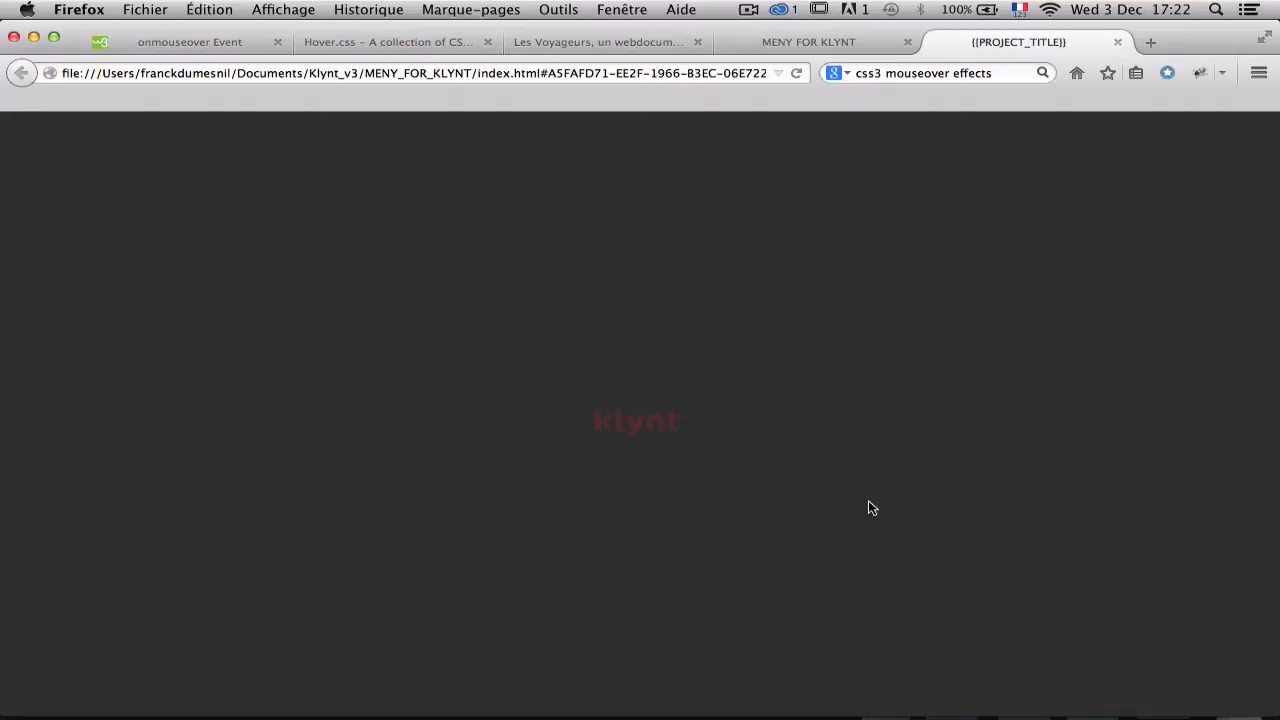 Firefox Fichier Édition Affichage Historique Marque-pages Outils Fenêtre Aide 1 1 100% 123 Wed 3 Dec 17:22
onmouseover Event Hover.css – A collection of CS... Les Voyageurs, un webdocum... MENY FOR KLYNT {{PROJECT_TITLE}}
file:///Users/franckdumesnil/Documents/Klynt_v3/MENY_FOR_KLYNT/index.html#A5FAFD71-EE2F-1966-B3EC-06E722 css3 mouseover effects
klynt